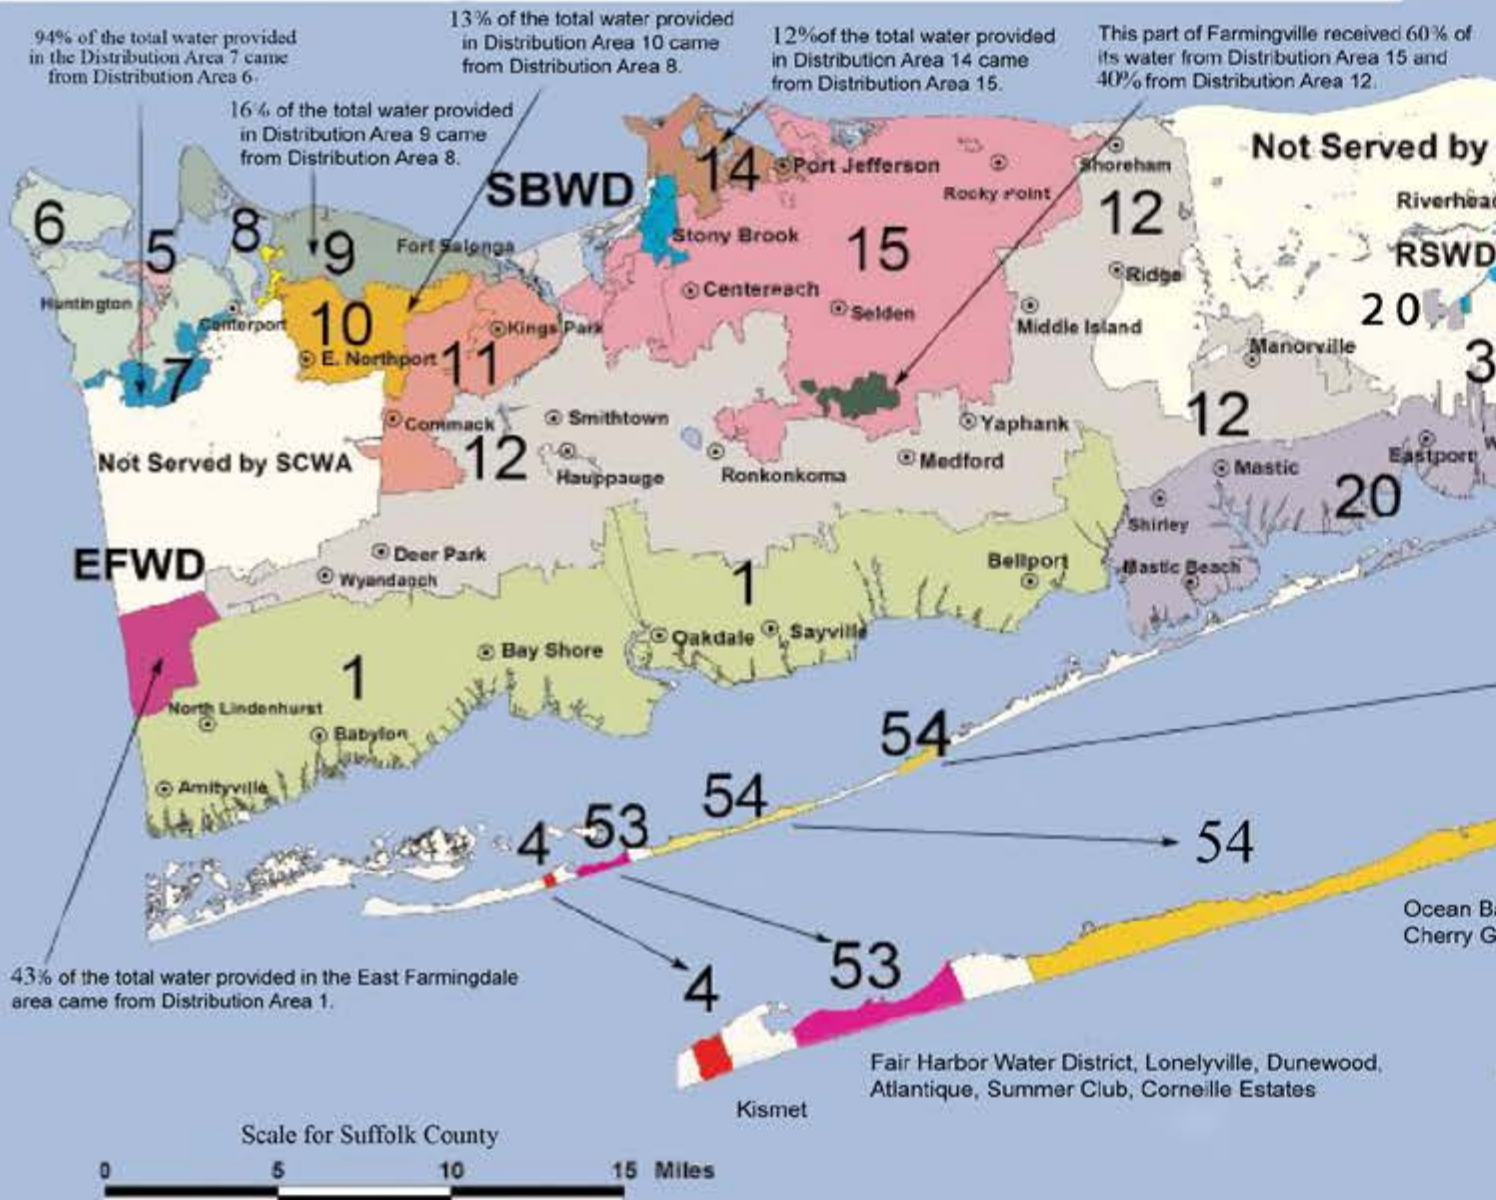 94% of the total water provided
in the Distribution Area 7 came
from Distribution Area 6.
16% of the total water provided
in Distribution Area 9 came
from Distribution Area 8.
13% of the total water provided
in Distribution Area 10 came
from Distribution Area 8.
12%of the total water provided
in Distribution Area 14 came
from Distribution Area 15.
This part of Farmingville received 60% of
its water from Distribution Area 15 and
40% from Distribution Area 12.
Not Served by
Riverhea
RSWD
20
3
SBWD
14
Port Jefferson
Rocky Point
Shoreham
12
6
5
8
9
Fort Salonga
Stony Brook
15
Ridge
Huntington
Centerport
10
Kings Park
Centereach
Selden
Middle Island
Manorville
7
E. Northport
11
Commack
Smithtown
Yaphank
12
Not Served by SCWA
12
Hauppauge
Ronkonkoma
Medford
Mastic
Eastport
W
20
Shirley
EFWD
Deer Park
Wyandanch
1
Bellport
Mastic Beach
Oakdale
Sayville
1
Bay Shore
North Lindenhurst
Babylon
Amityville
54
54
53
4
54
Ocean B
Cherry G
43% of the total water provided in the East Farmingdale
area came from Distribution Area 1.
53
4
Fair Harbor Water District, Lonelyville, Dunewood,
Atlantique, Summer Club, Corneille Estates
Kismet
Scale for Suffolk County
0 5 10 15 Miles